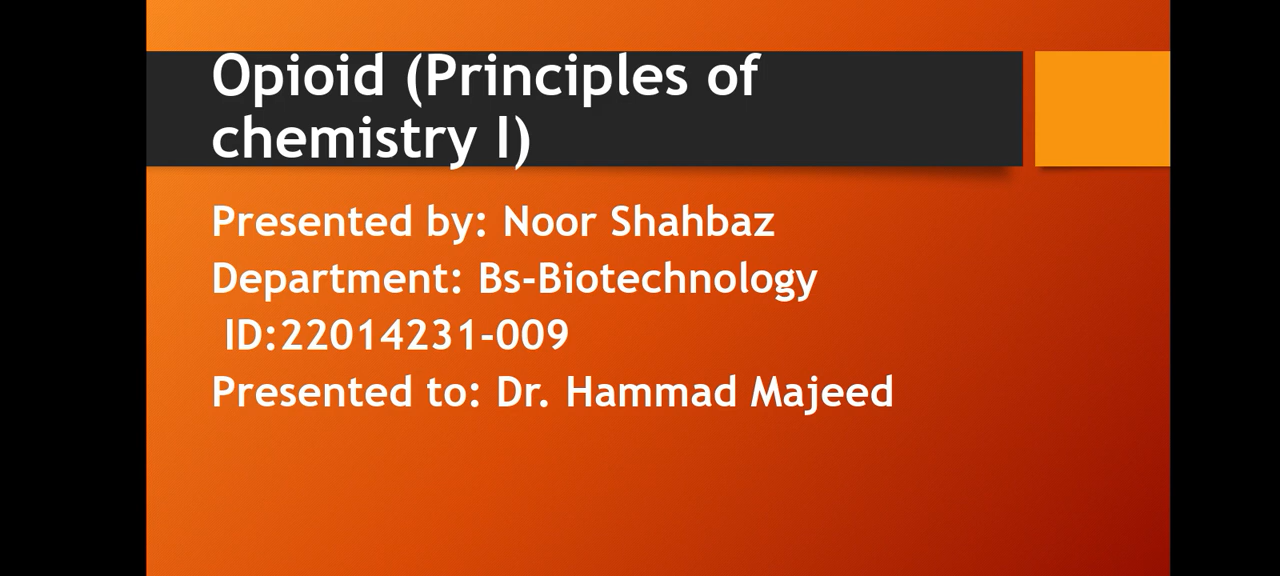 Opioid (Principles of
chemistry I)
Presented by: Noor Shahbaz
Department: Bs-Biotechnology
ID:22014231-009
Presented to: Dr. Hammad Majeed